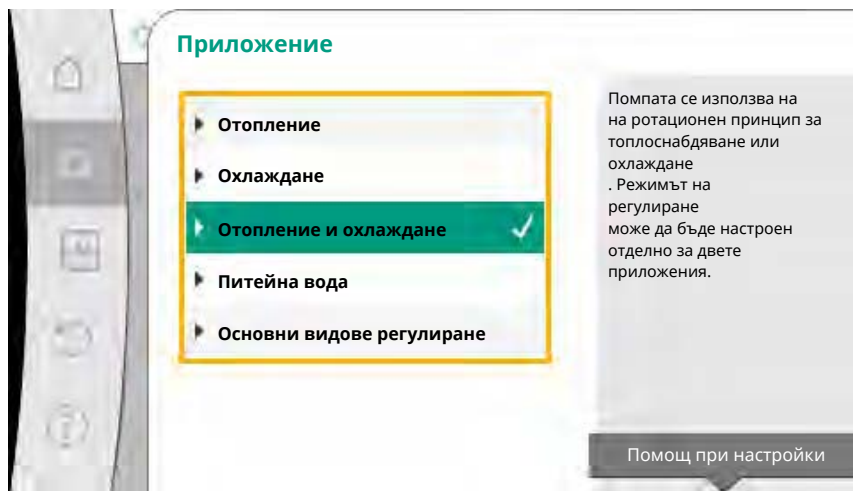 Приложение
Отопление
Охлаждане
Отопление и охлаждане
Питейна вода
Основни видове регулиране
Помпата се използва на
на ротационен принцип за
топлоснабдяване или
охлаждане
. Режимът на
регулиране
може да бъде настроен
отделно за двете
приложения.
Помощ при настройки